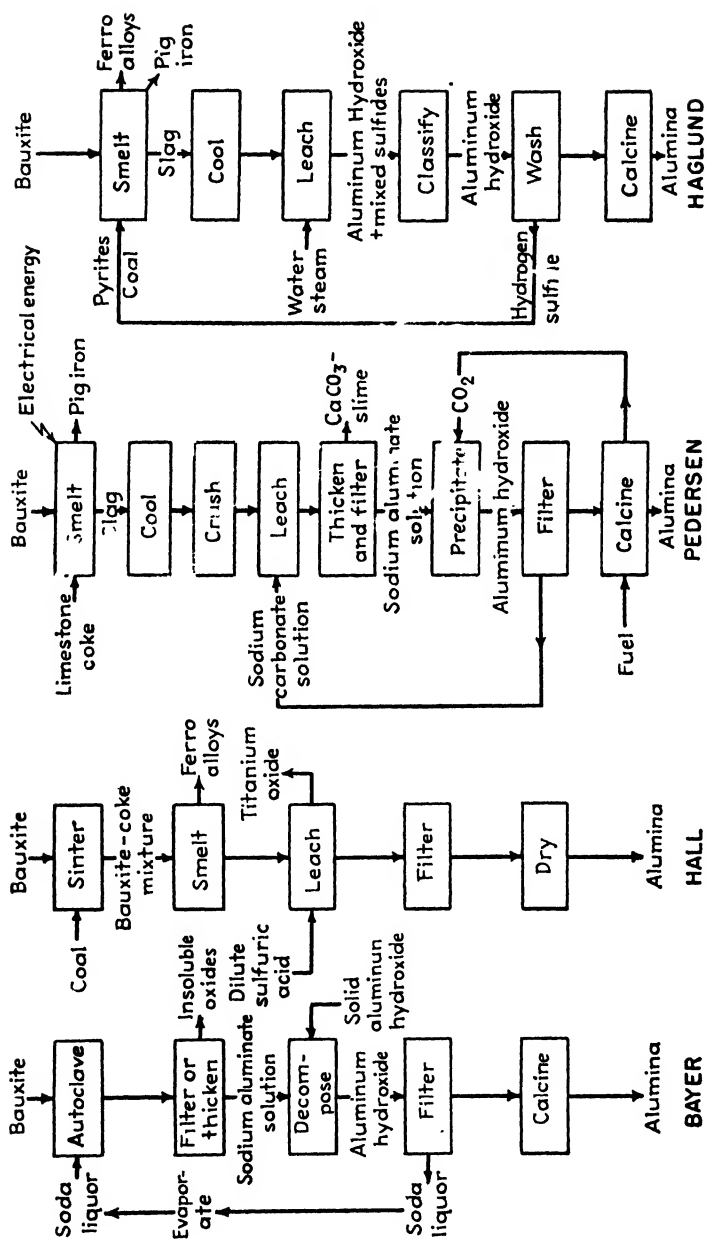 Bauxite
Soda
liquor
Autoclave
Evapor-
ate
Filter or
thicken
Insoluble
oxides
Sodium aluminate
solution
Decom-
pose
Solid aluminun
hydroxide
Aluminum
hydroxide
Soda
liquor
Filter
Calcine
Alumina
BAYER
Bauxite
Coal
Sinter
Bauxite-coke
mixture
Smelt
Ferro
alloys
Titanium
oxide
Dilute
sulfuric
acid
Leach
Filter
Dry
Alumina
HALL
Bauxite
Electrical energy
Limestone
coke
Smelt
Pig iron
Slag
Cool
Crush
Sodium
carbonate
solution
Leach
Thicken
and filter
CaCO3-
slime
Sodium aluminate
solution
Precipitate
CO2
Aluminum hydroxide
Filter
Fuel
Calcine
Alumina
PEDERSEN
Bauxite
Pyrites
Coal
Smelt
Ferro
alloys
Pig
iron
Slag
Cool
Water
steam
Leach
Aluminum Hydroxide
+mixed sulfides
Classify
Aluminum
hydroxide
Hydrogen
sulfide
Wash
Calcine
Alumina
HAGLUND